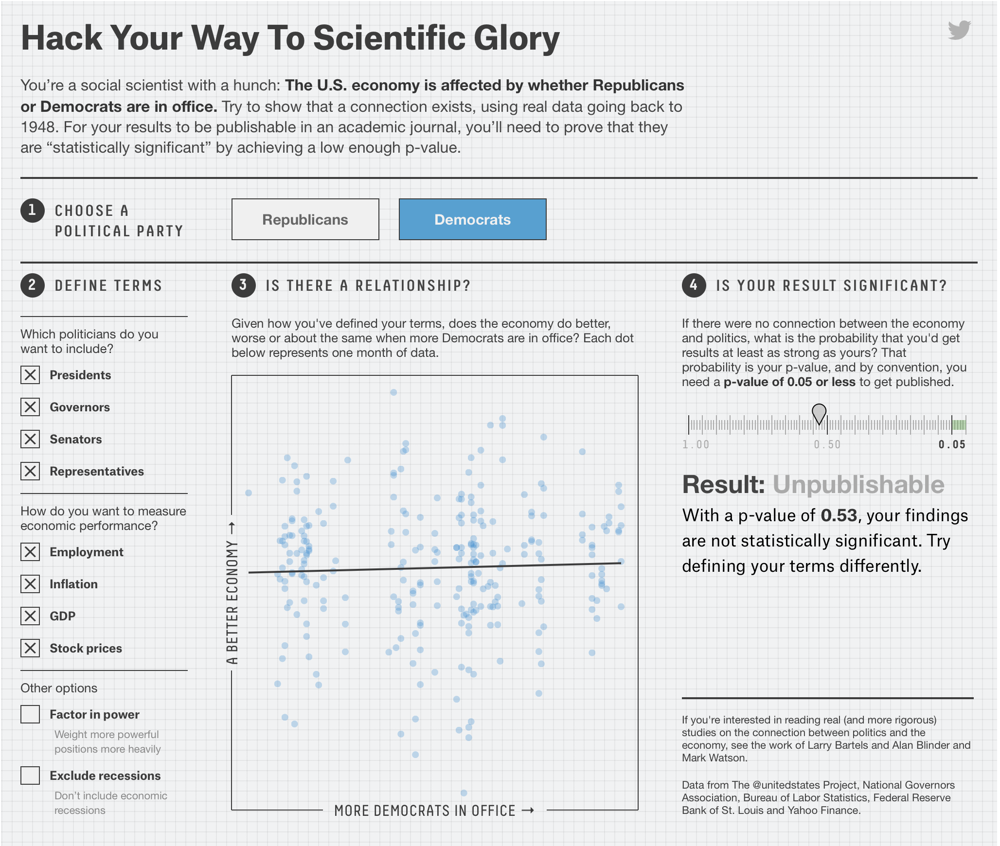 Hack Your Way To Scientific Glory
You’re a social scientist with a hunch: The U.S. economy is affected by whether Republicans
or Democrats are in office. Try to show that a connection exists, using real data going back to
1948. For your results to be publishable in an academic journal, you’ll need to prove that they
are “statistically significant” by achieving a low enough p-value.
1 CHOOSE A
POLITICAL PARTY
Republicans
Democrats
2 DEFINE TERMS
Which politicians do you
want to include?
Presidents
Governors
Senators
Representatives
How do you want to measure
economic performance?
Employment
Inflation
GDP
Stock prices
Other options
Factor in power
Weight more powerful
positions more heavily
Exclude recessions
Don’t include economic
recessions
3 IS THERE A RELATIONSHIP?
Given how you've defined your terms, does the economy do better,
worse or about the same when more Democrats are in office? Each dot
below represents one month of data.
A BETTER ECONOMY →
MORE DEMOCRATS IN OFFICE →
4 IS YOUR RESULT SIGNIFICANT?
If there were no connection between the economy
and politics, what is the probability that you'd get
results at least as strong as yours? That
probability is your p-value, and by convention, you
need a p-value of 0.05 or less to get published.
1.00 0.50 0.05
Result: Unpublishable
With a p-value of 0.53, your findings
are not statistically significant. Try
defining your terms differently.
If you're interested in reading real (and more rigorous)
studies on the connection between politics and the
economy, see the work of Larry Bartels and Alan Blinder and
Mark Watson.
Data from The @unitedstates Project, National Governors
Association, Bureau of Labor Statistics, Federal Reserve
Bank of St. Louis and Yahoo Finance.